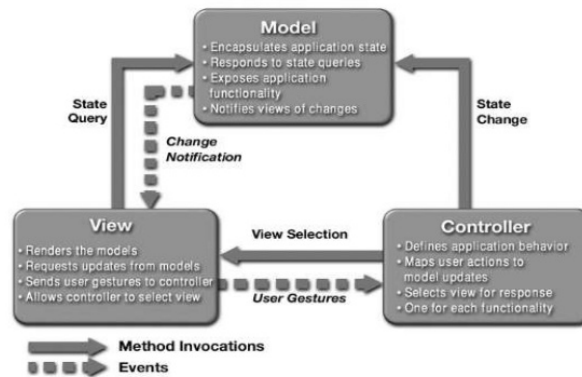 Model
• Encapsulates application state
• Responds to state queries
• Exposes application
functionality
• Notifies views of changes
State
Query
Change
Notification
State
Change
View
• Renders the models
• Requests updates from models
• Sends user gestures to controller
• Allows controller to select view
View Selection
User Gestures
Controller
• Defines application behavior
• Maps user actions to
model updates
• Selects view for response
• One for each functionality
Method Invocations
Events